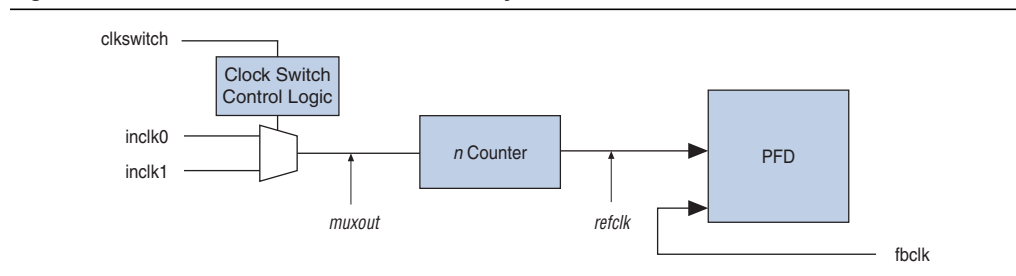 clkswitch
Clock Switch
Control Logic
inclk0
inclk1
n Counter
PFD
muxout
refclk
fbclk